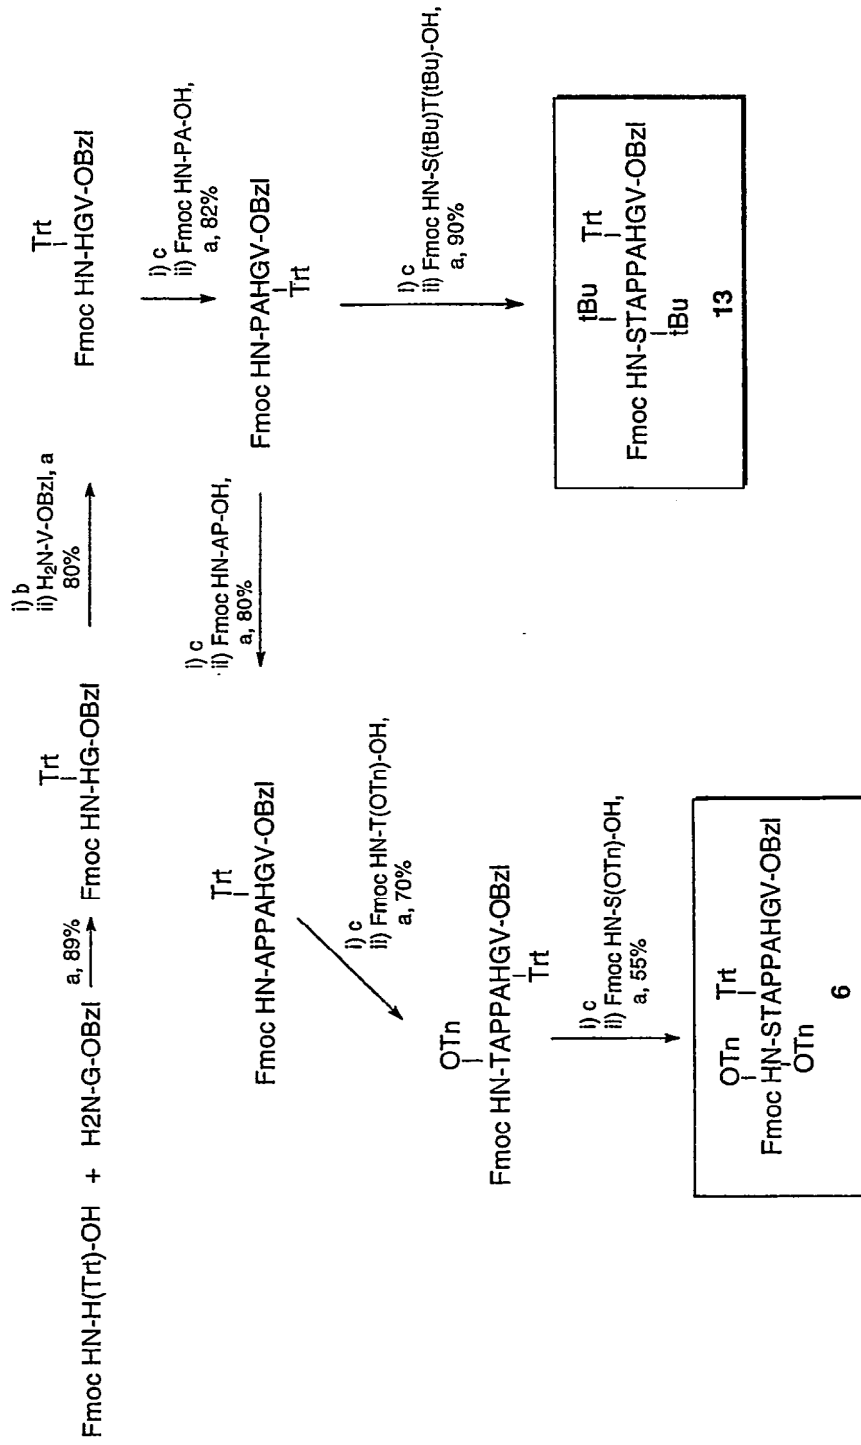 Fmoc HN-H(Trt)-OH + H2N-G-OBzl
a, 89%
Trt
Fmoc HN-HG-OBzl
i) b
ii) H₂N-V-OBzl, a
80%
Trt
Fmoc HN-HGV-OBzl
i) c
ii) Fmoc HN-PA-OH,
a, 82%
Fmoc HN-PAHGV-OBzl
Trt
i) c
ii) Fmoc HN-AP-OH,
a, 80%
Trt
Fmoc HN-APPAHGV-OBzl
i) c
ii) Fmoc HN-S(tBu)T(tBu)-OH,
a, 90%
tBu Trt
Fmoc HN-STAPPAHGV-OBzl
tBu
13
i) c
ii) Fmoc HN-T(OTn)-OH,
a, 70%
OTn
Fmoc HN-TAPPAHGV-OBzl
Trt
i) c
ii) Fmoc HN-S(OTn)-OH,
a, 55%
OTn Trt
Fmoc HN-STAPPAHGV-OBzl
OTn
6